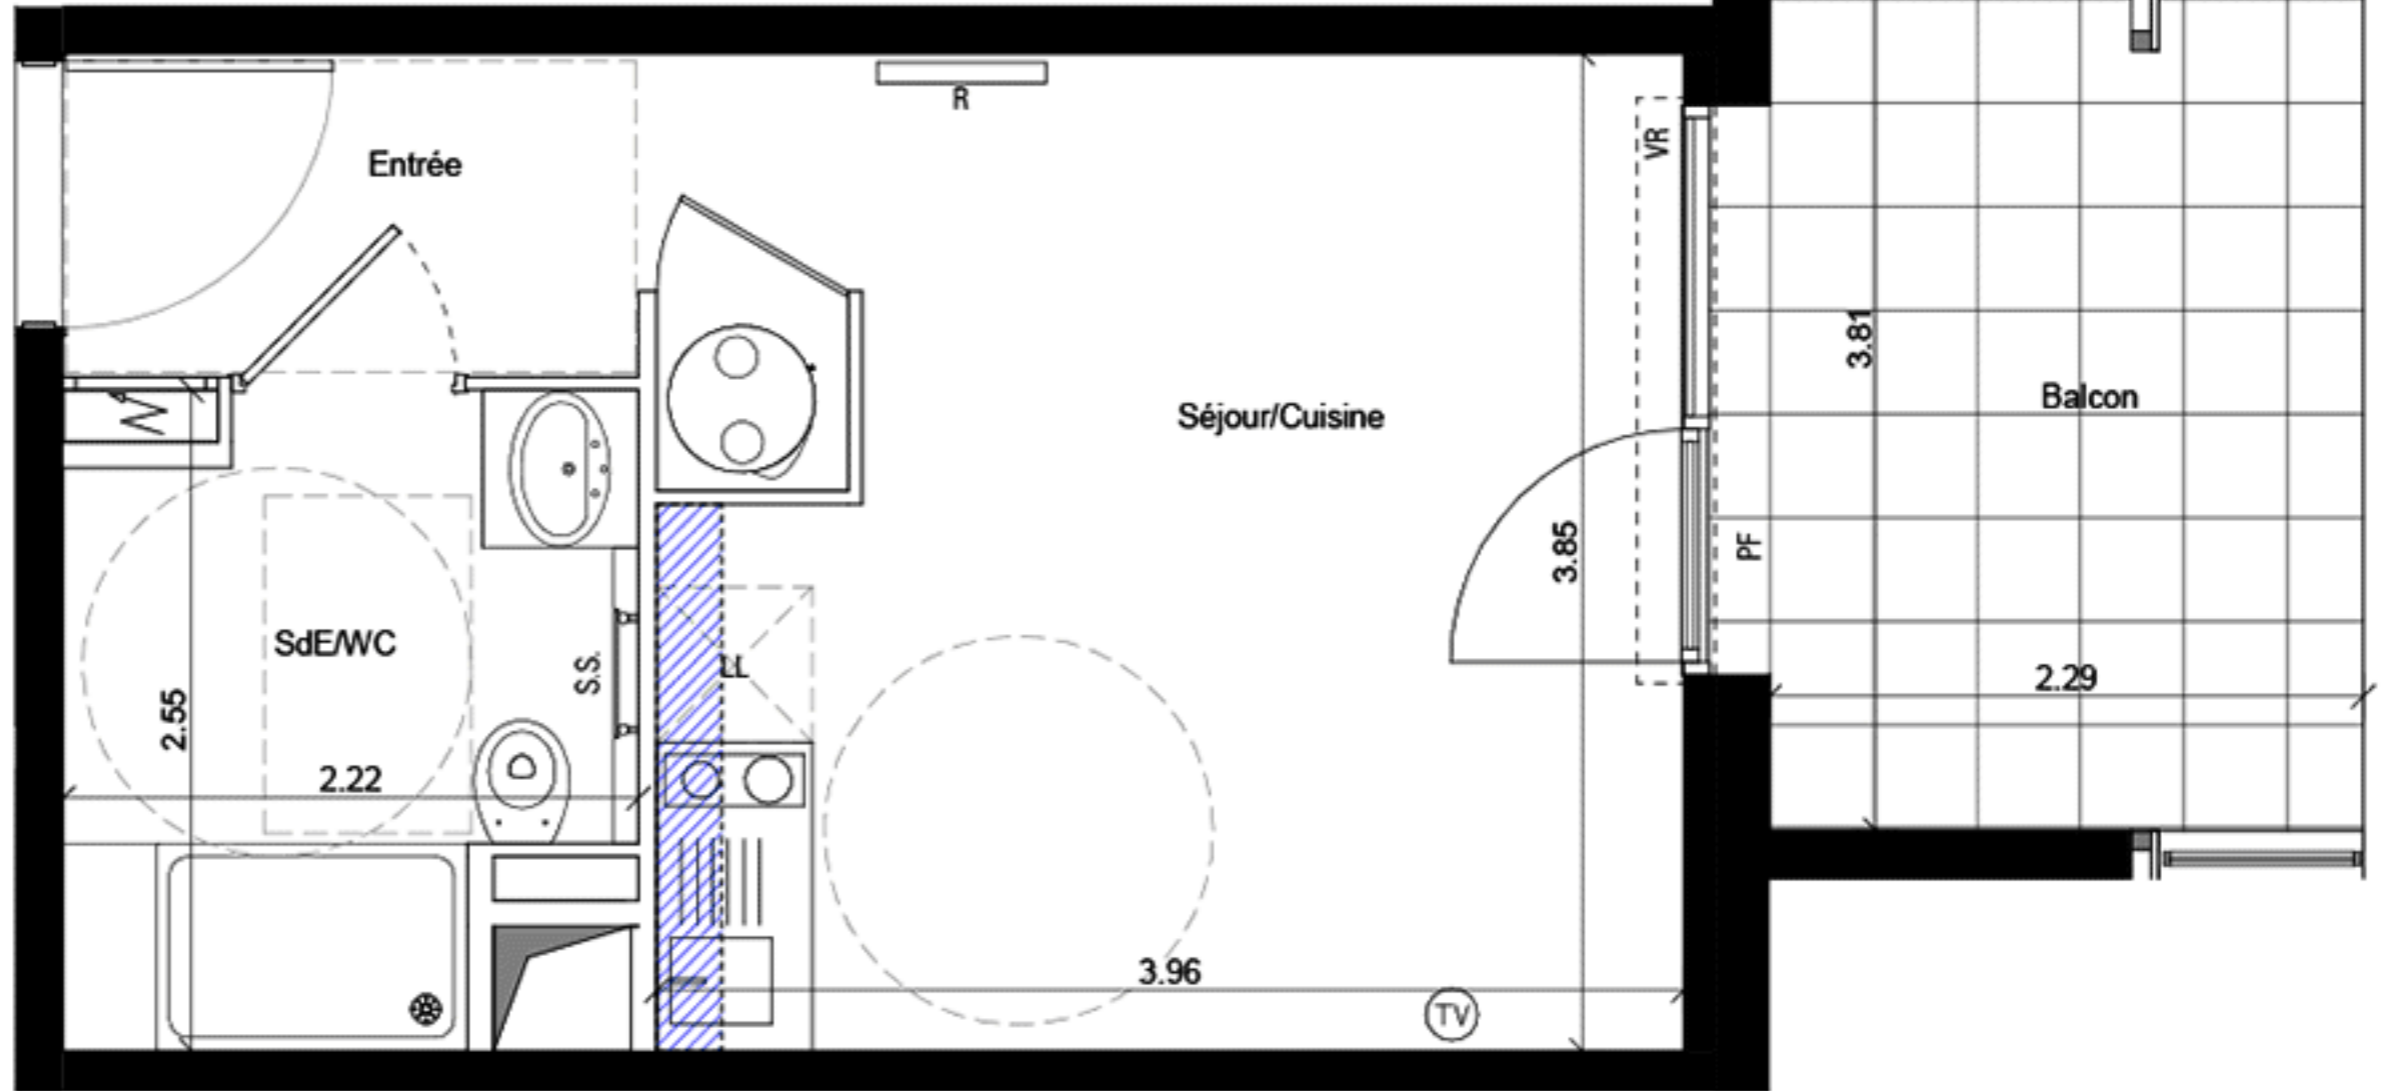 R
VR
Entrée
3.81
Balcon
Séjour/Cuisine
3.85
PF
SdE/WC
S.S.
LL
2.29
2.55
2.22
3.96
TV